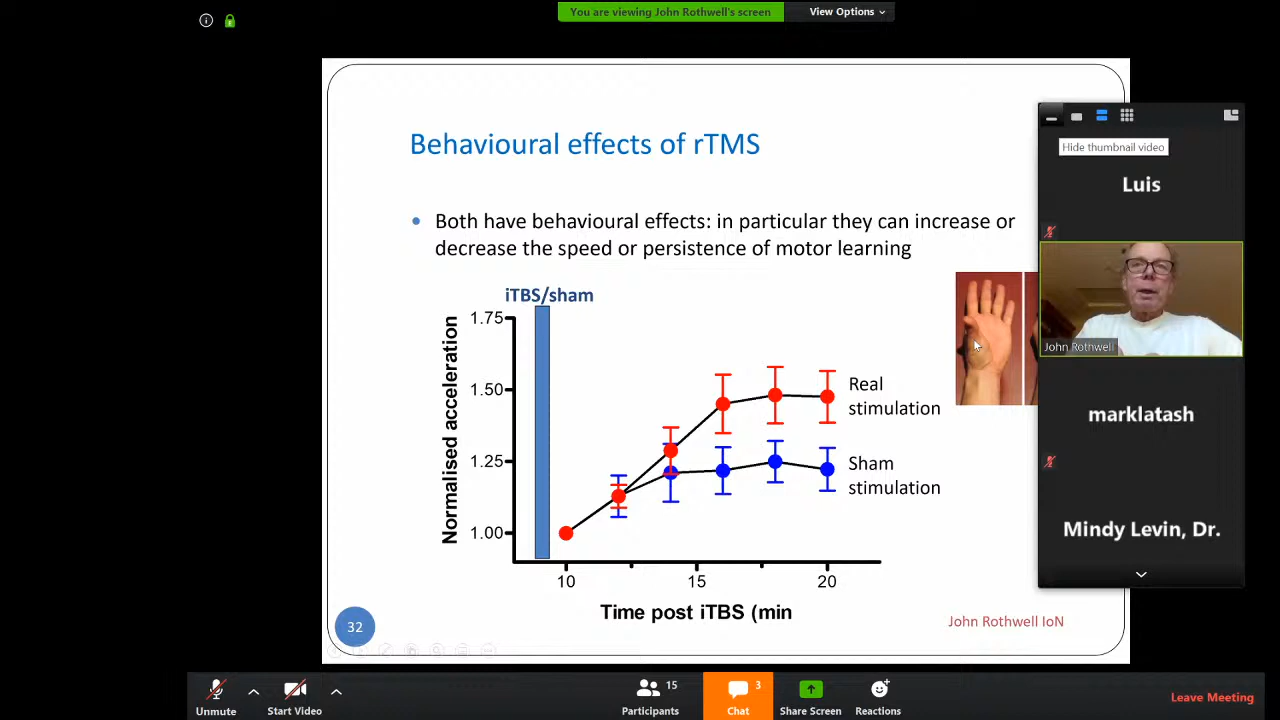 You are viewing John Rothwell's screen
View Options
Behavioural effects of rTMS
Hide thumbnail video
Luis
Both have behavioural effects: in particular they can increase or
decrease the speed or persistence of motor learning
iTBS/sham
Normalised acceleration
1.75
1.50
1.25
1.00
Real
stimulation
Sham
stimulation
John Rothwell
marklatash
Mindy Levin, Dr.
10
15
20
Time post iTBS (min
32
John Rothwell IoN
Unmute
Start Video
15
Participants
3
Chat
Share Screen
Reactions
Leave Meeting